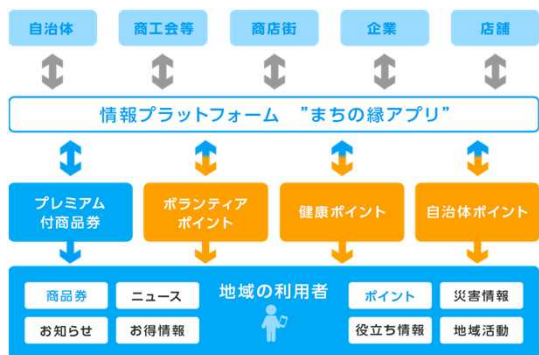 自治体
商工会等
商店街
企業
店舗
情報プラットフォーム ”まちの縁アプリ”
プレミアム
付商品券
ボランティア
ポイント
健康ポイント
自治体ポイント
地域の利用者
商品券
ニュース
ポイント
災害情報
お知らせ
お得情報
役立ち情報
地域活動